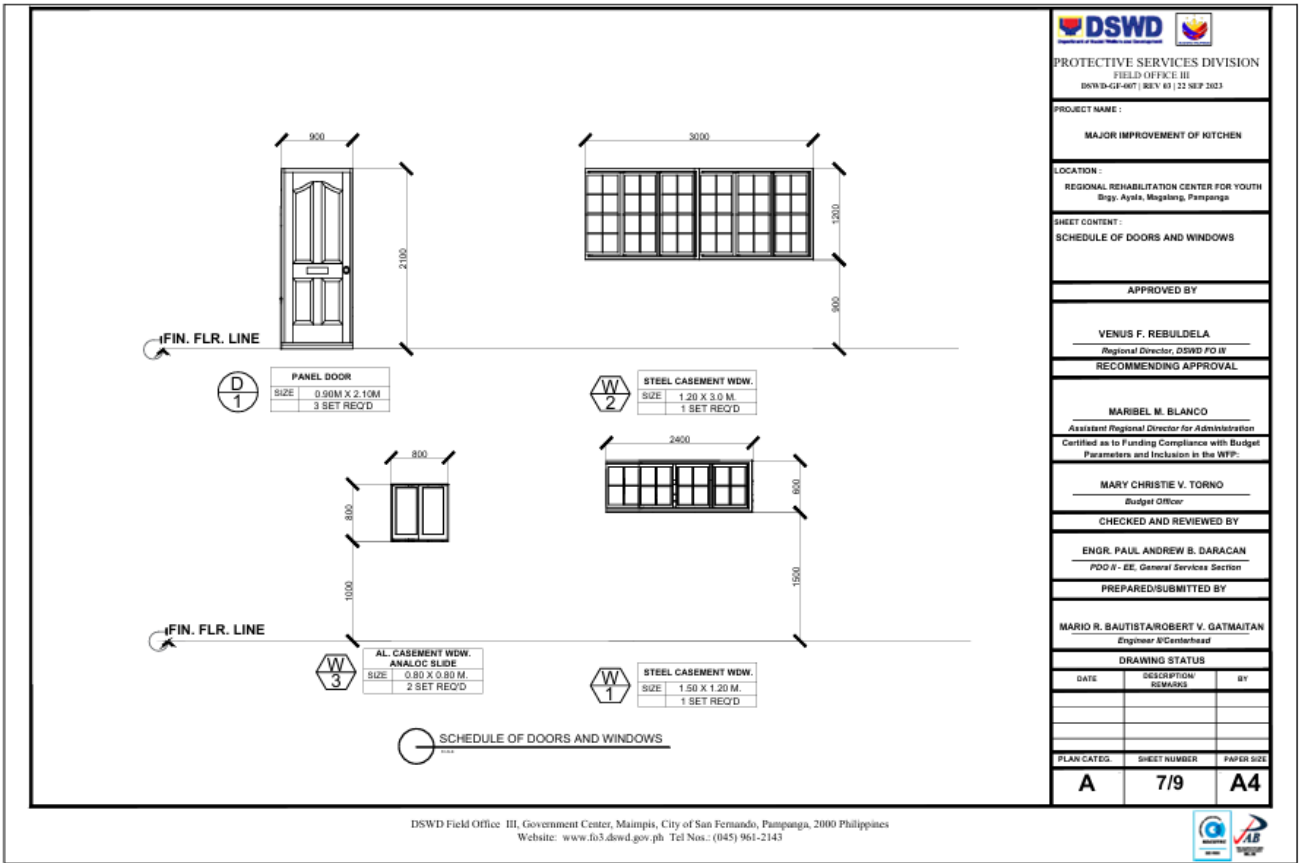 900
2100
FIN. FLR. LINE
D
1
PANEL DOOR
SIZE 0.90M X 2.10M
3 SET REQ'D
3000
1200
900
W
2
STEEL CASEMENT WDW.
SIZE 1.20 X 3.0 M.
1 SET REQ'D
800
800
1000
FIN. FLR. LINE
W
3
AL. CASEMENT WDW.
ANALOC SLIDE
SIZE 0.80 X 0.80 M.
2 SET REQ'D
2400
600
1500
W
1
STEEL CASEMENT WDW.
SIZE 1.50 X 1.20 M.
1 SET REQ'D
SCHEDULE OF DOORS AND WINDOWS
DSWD
Department of Social Welfare and Development
PROTECTIVE SERVICES DIVISION
FIELD OFFICE III
DSWD-GF-007 | REV 03 | 22 SEP 2023
PROJECT NAME :
MAJOR IMPROVEMENT OF KITCHEN
LOCATION :
REGIONAL REHABILITATION CENTER FOR YOUTH
Brgy. Ayala, Magalang, Pampanga
SHEET CONTENT :
SCHEDULE OF DOORS AND WINDOWS
APPROVED BY
VENUS F. REBULDELA
Regional Director, DSWD FO III
RECOMMENDING APPROVAL
MARIBEL M. BLANCO
Assistant Regional Director for Administration
Certified as to Funding Compliance with Budget
Parameters and Inclusion in the WFP:
MARY CHRISTIE V. TORNO
Budget Officer
CHECKED AND REVIEWED BY
ENGR. PAUL ANDREW B. DARACAN
PDO II - EE, General Services Section
PREPARED/SUBMITTED BY
MARIO R. BAUTISTA/ROBERT V. GATMAITAN
Engineer II/Centerhead
DRAWING STATUS
DATE DESCRIPTION/ REMARKS BY
PLAN CATEG. SHEET NUMBER PAPER SIZE
A 7/9 A4
DSWD Field Office III, Government Center, Maimpis, City of San Fernando, Pampanga, 2000 Philippines
Website: www.fo3.dswd.gov.ph Tel Nos.: (045) 961-2143
PAB